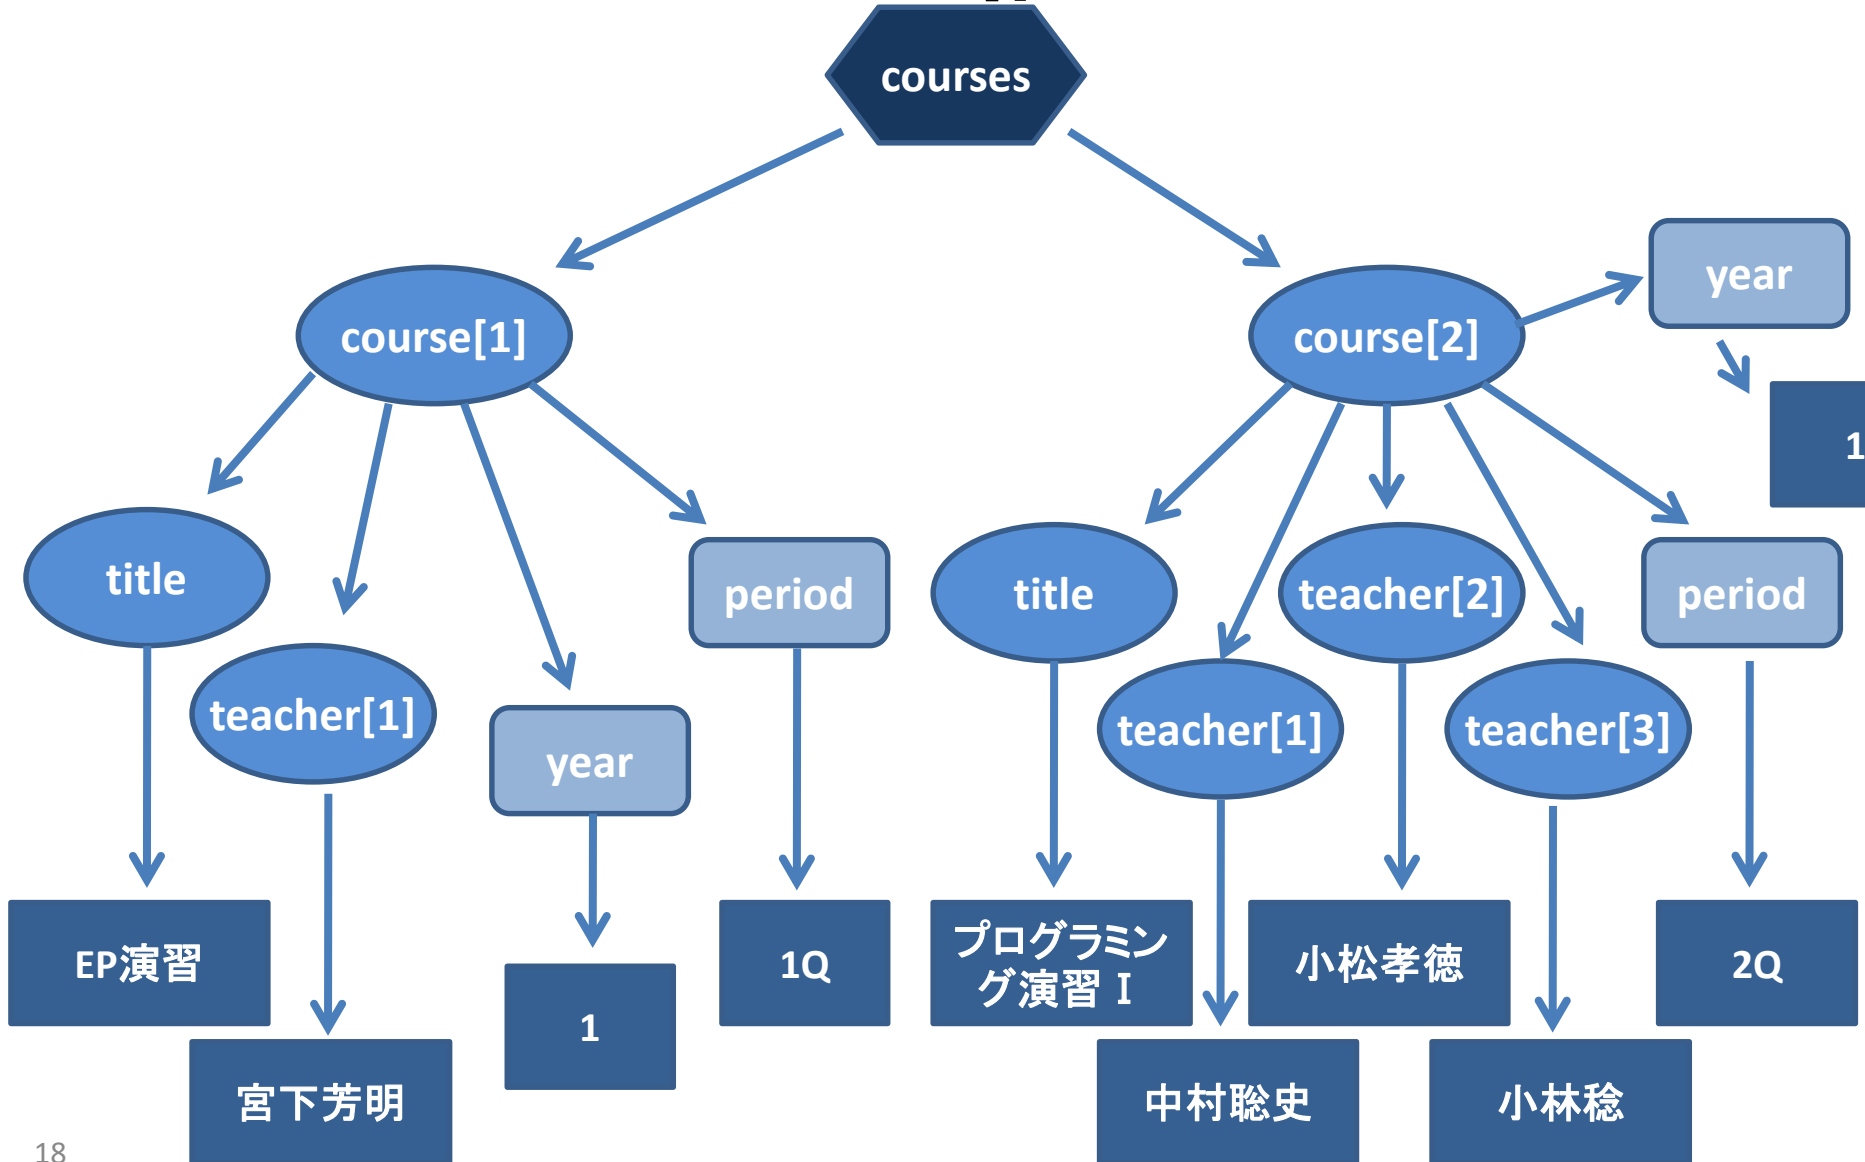 courses
course[1]
course[2]
year
1
title
teacher[1]
year
period
title
teacher[1]
teacher[2]
teacher[3]
period
EP演習
宮下芳明
1
1Q
プログラミン
グ演習Ⅰ
中村聡史
小松孝徳
小林稔
2Q
18